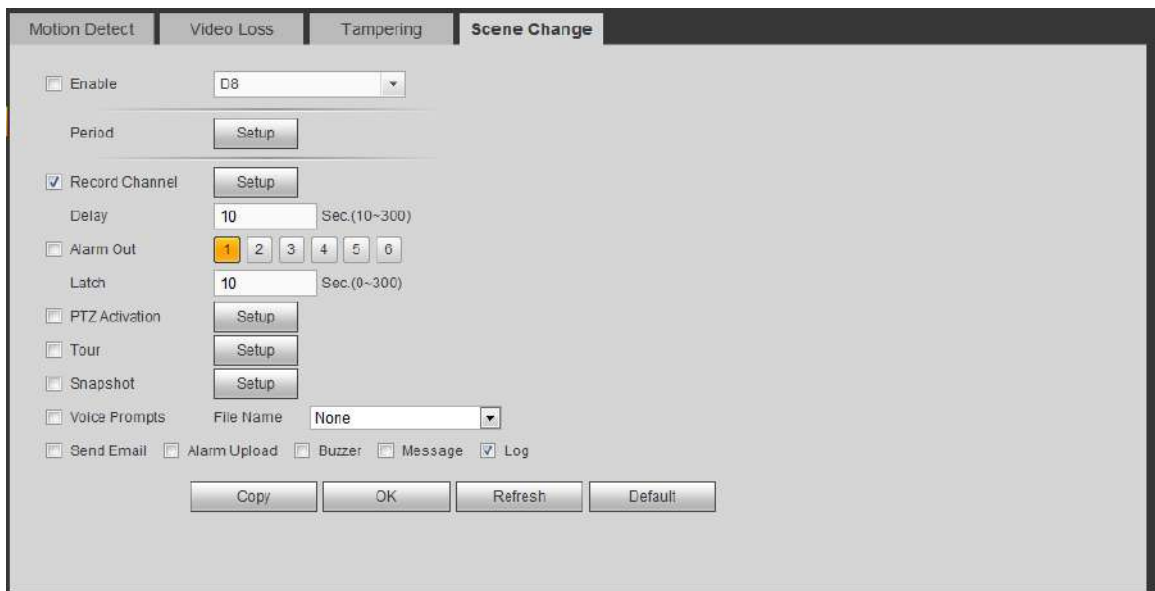 Motion Detect Video Loss Tampering Scene Change
Enable D8
Period Setup
Record Channel Setup
Delay 10 Sec.(10~300)
Alarm Out 1 2 3 4 5 6
Latch 10 Sec.(0~300)
PTZ Activation Setup
Tour Setup
Snapshot Setup
Voice Prompts File Name None
Send Email Alarm Upload Buzzer Message Log
Copy OK Refresh Default